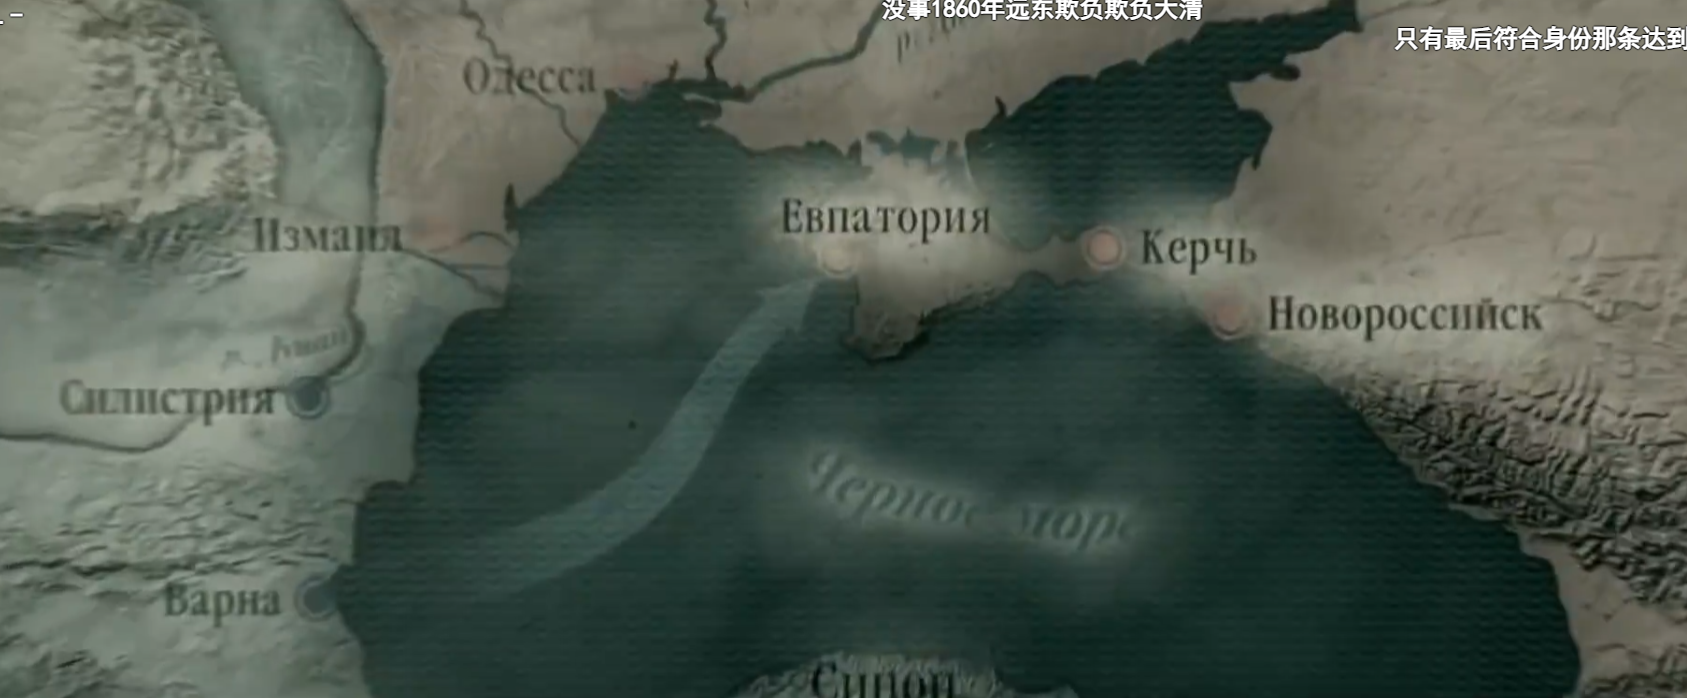 没事1860年远东欺负欺负大清
只有最后符合身份那条达到
Одесса
Евпатория
Измаил
Керчь
Новороссийск
Силистрия
Черное море
Варна
Синоп